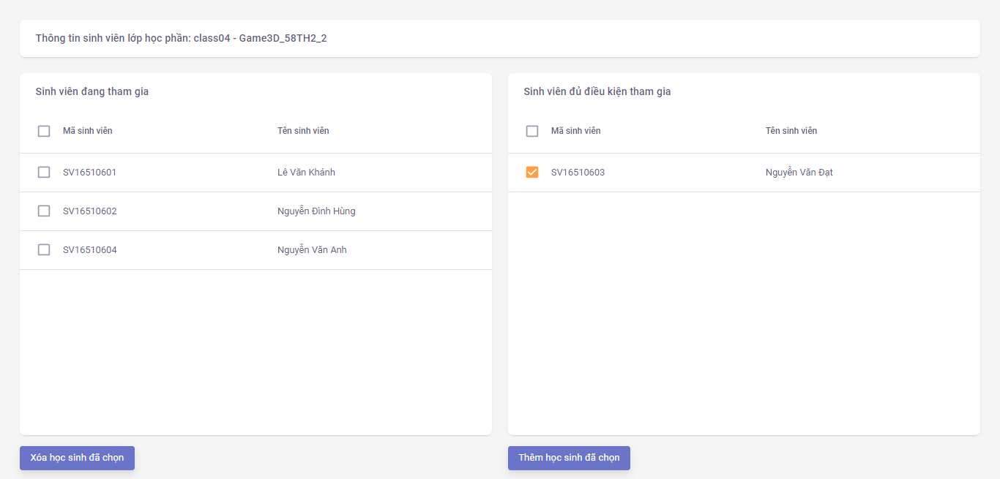 Thông tin sinh viên lớp học phần: class04 - Game3D_58TH2_2
Sinh viên đang tham gia
Mã sinh viên Tên sinh viên
SV16510601 Lê Văn Khánh
SV16510602 Nguyễn Đình Hùng
SV16510604 Nguyễn Văn Anh
Xóa học sinh đã chọn
Sinh viên đủ điều kiện tham gia
Mã sinh viên Tên sinh viên
SV16510603 Nguyễn Văn Đạt
Thêm học sinh đã chọn